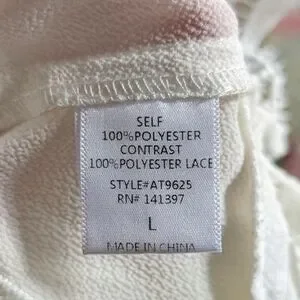 SELF
100%POLYESTER
CONTRAST
100%POLYESTER LACE
STYLE#AT9625
RN# 141397
L
MADE IN CHINA